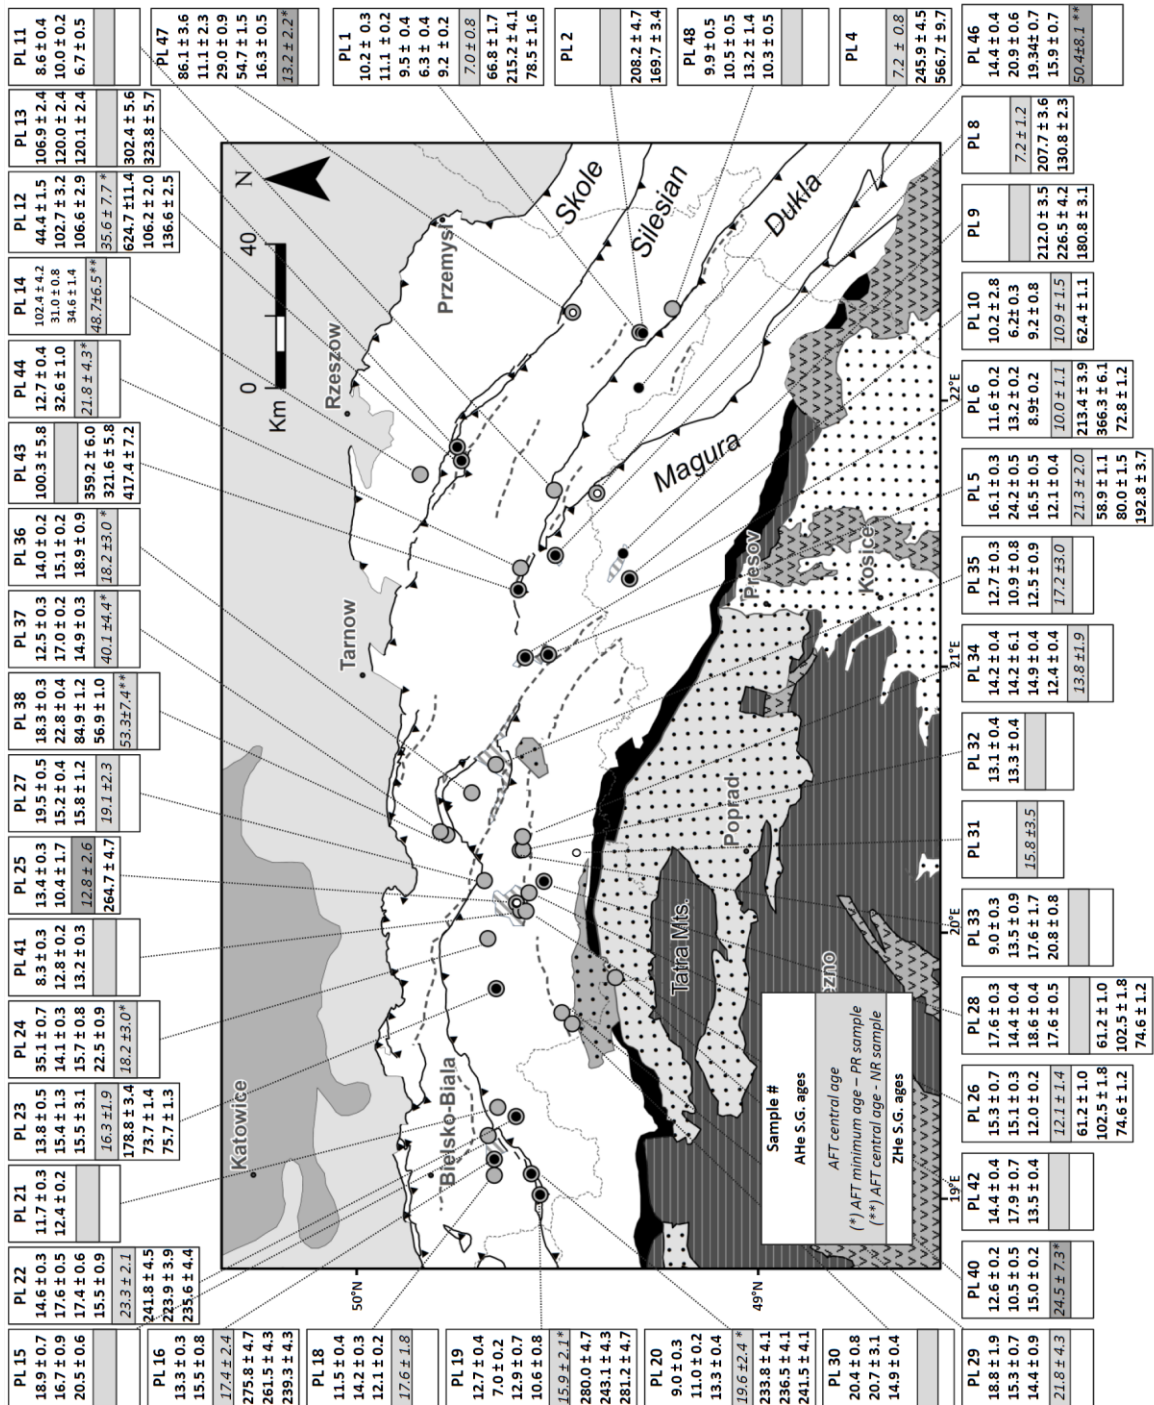 PL 15
18.9 ± 0.7
16.7 ± 0.9
20.5 ± 0.6
PL 22
14.6 ± 0.3
17.6 ± 0.5
17.4 ± 0.6
15.5 ± 0.9
23.3 ± 2.1
241.8 ± 4.5
223.9 ± 3.9
235.6 ± 4.4
PL 21
11.7 ± 0.3
12.4 ± 0.2
PL 23
13.8 ± 0.5
15.4 ± 1.3
15.5 ± 3.1
16.3 ±1.9
178.8 ± 3.4
73.7 ± 1.4
75.7 ± 1.3
PL 24
35.1 ± 0.7
14.1 ± 0.3
15.7 ± 0.8
22.5 ± 0.9
18.2 ±3.0*
PL 41
8.3 ± 0.3
12.8 ± 0.2
13.2 ± 0.3
PL 25
13.4 ± 0.3
10.4 ± 1.7
12.8 ± 2.6
264.7 ± 4.7
PL 27
19.5 ± 0.5
15.2 ± 0.4
15.8 ± 1.2
19.1 ±2.3
PL 38
18.3 ± 0.3
22.8 ± 0.4
84.9 ± 1.2
56.9 ± 1.0
53.3±7.4**
PL 37
12.5 ± 0.3
17.0 ± 0.2
14.9 ± 0.3
40.1 ±4.4*
PL 36
14.0 ± 0.2
15.1 ± 0.2
18.9 ± 0.9
18.2 ±3.0 *
PL 43
100.3 ± 5.8
359.2 ± 6.0
321.6 ± 5.8
417.4 ± 7.2
PL 44
12.7 ± 0.4
32.6 ± 1.0
21.8 ± 4.3*
PL 14
102.4 ± 4.2
31.0 ± 0.8
34.6 ± 1.4
48.7±6.5**
PL 12
44.4 ± 1.5
102.7 ± 3.2
106.6 ± 2.9
35.6 ± 7.7 *
624.7 ±11.4
106.2 ± 2.0
136.6 ± 2.5
PL 13
106.9 ± 2.4
120.0 ± 2.4
120.1 ± 2.4
302.4 ± 5.6
323.8 ± 5.7
PL 11
8.6 ± 0.4
10.0 ± 0.2
6.7 ± 0.5
PL 16
13.3 ± 0.3
15.5 ± 0.8
17.4 ± 2.4
275.8 ± 4.7
261.5 ± 4.3
239.3 ± 4.3
PL 18
11.5 ± 0.4
14.2 ± 0.3
12.1 ± 0.2
17.6 ± 1.8
PL 19
12.7 ± 0.4
7.0 ± 0.2
12.9 ± 0.7
10.6 ± 0.8
15.9 ± 2.1*
280.0 ± 4.7
243.1 ± 4.3
281.2 ± 4.7
PL 20
9.0 ± 0.3
11.0 ± 0.2
13.3 ± 0.4
19.6 ±2.4 *
233.8 ± 4.1
236.5 ± 4.1
241.5 ± 4.1
PL 30
20.4 ± 0.8
20.7 ± 3.1
14.9 ± 0.4
PL 47
86.1 ± 3.6
11.1 ± 2.3
29.0 ± 0.9
54.7 ± 1.5
16.3 ± 0.5
13.2 ± 2.2*
PL 1
10.2 ± 0.3
11.1 ± 0.2
9.5 ± 0.4
6.3 ± 0.4
9.2 ± 0.2
7.0 ± 0.8
66.8 ± 1.7
215.2 ± 4.1
78.5 ± 1.6
PL 2
208.2 ± 4.7
169.7 ± 3.4
PL 48
9.9 ± 0.5
10.5 ± 0.5
13.2 ± 1.4
10.3 ± 0.5
PL 4
7.2 ± 0.8
245.9 ± 4.5
566.7 ± 9.7
PL 46
14.4 ± 0.4
20.9 ± 0.6
19.34± 0.7
15.9 ± 0.7
50.4±8.1 **
Katowice
Bielsko-Biala
Tarnow
Rzeszow
Przemysl
0
40
Km
N
Skole
Silesian
Dukla
Magura
Tatra Mts.
Poprad
Presov
Kosice
zno
50°N
49°N
19°E
20°E
21°E
22°E
Sample #
AHe S.G. ages
AFT central age
(*) AFT minimum age – PR sample
(**) AFT central age - NR sample
ZHe S.G. ages
PL 29
18.8 ± 1.9
15.3 ± 0.7
14.4 ± 0.9
21.8 ± 4.3
PL 40
12.6 ± 0.2
10.5 ± 0.5
15.0 ± 0.2
24.5 ± 7.3*
PL 42
14.4 ± 0.4
17.9 ± 0.7
13.5 ± 0.4
PL 26
15.3 ± 0.7
15.1 ± 0.3
12.0 ± 0.2
12.1 ± 1.4
61.2 ± 1.0
102.5 ± 1.8
74.6 ± 1.2
PL 28
17.6 ± 0.3
14.4 ± 0.4
18.6 ± 0.4
17.6 ± 0.5
61.2 ± 1.0
102.5 ± 1.8
74.6 ± 1.2
PL 33
9.0 ± 0.3
13.5 ± 0.9
17.6 ± 1.7
20.8 ± 0.8
PL 31
15.8 ±3.5
PL 32
13.1 ± 0.4
13.3 ± 0.4
PL 34
14.2 ± 0.4
14.2 ± 6.1
14.9 ± 0.4
12.4 ± 0.4
13.8 ±1.9
PL 35
12.7 ± 0.3
10.9 ± 0.8
12.5 ± 0.9
17.2 ±3.0
PL 5
16.1 ± 0.3
24.2 ± 0.5
16.5 ± 0.5
12.1 ± 0.4
21.3 ± 2.0
58.9 ± 1.1
80.0 ± 1.5
192.8 ± 3.7
PL 6
11.6 ± 0.2
13.2 ± 0.2
8.9± 0.2
10.0 ± 1.1
213.4 ± 3.9
366.3 ± 6.1
72.8 ± 1.2
PL 10
10.2 ± 2.8
6.2± 0.3
9.2 ± 0.8
10.9 ± 1.5
62.4 ± 1.1
PL 9
212.0 ± 3.5
226.5 ± 4.2
180.8 ± 3.1
PL 8
7.2 ± 1.2
207.7 ± 3.6
130.8 ± 2.3